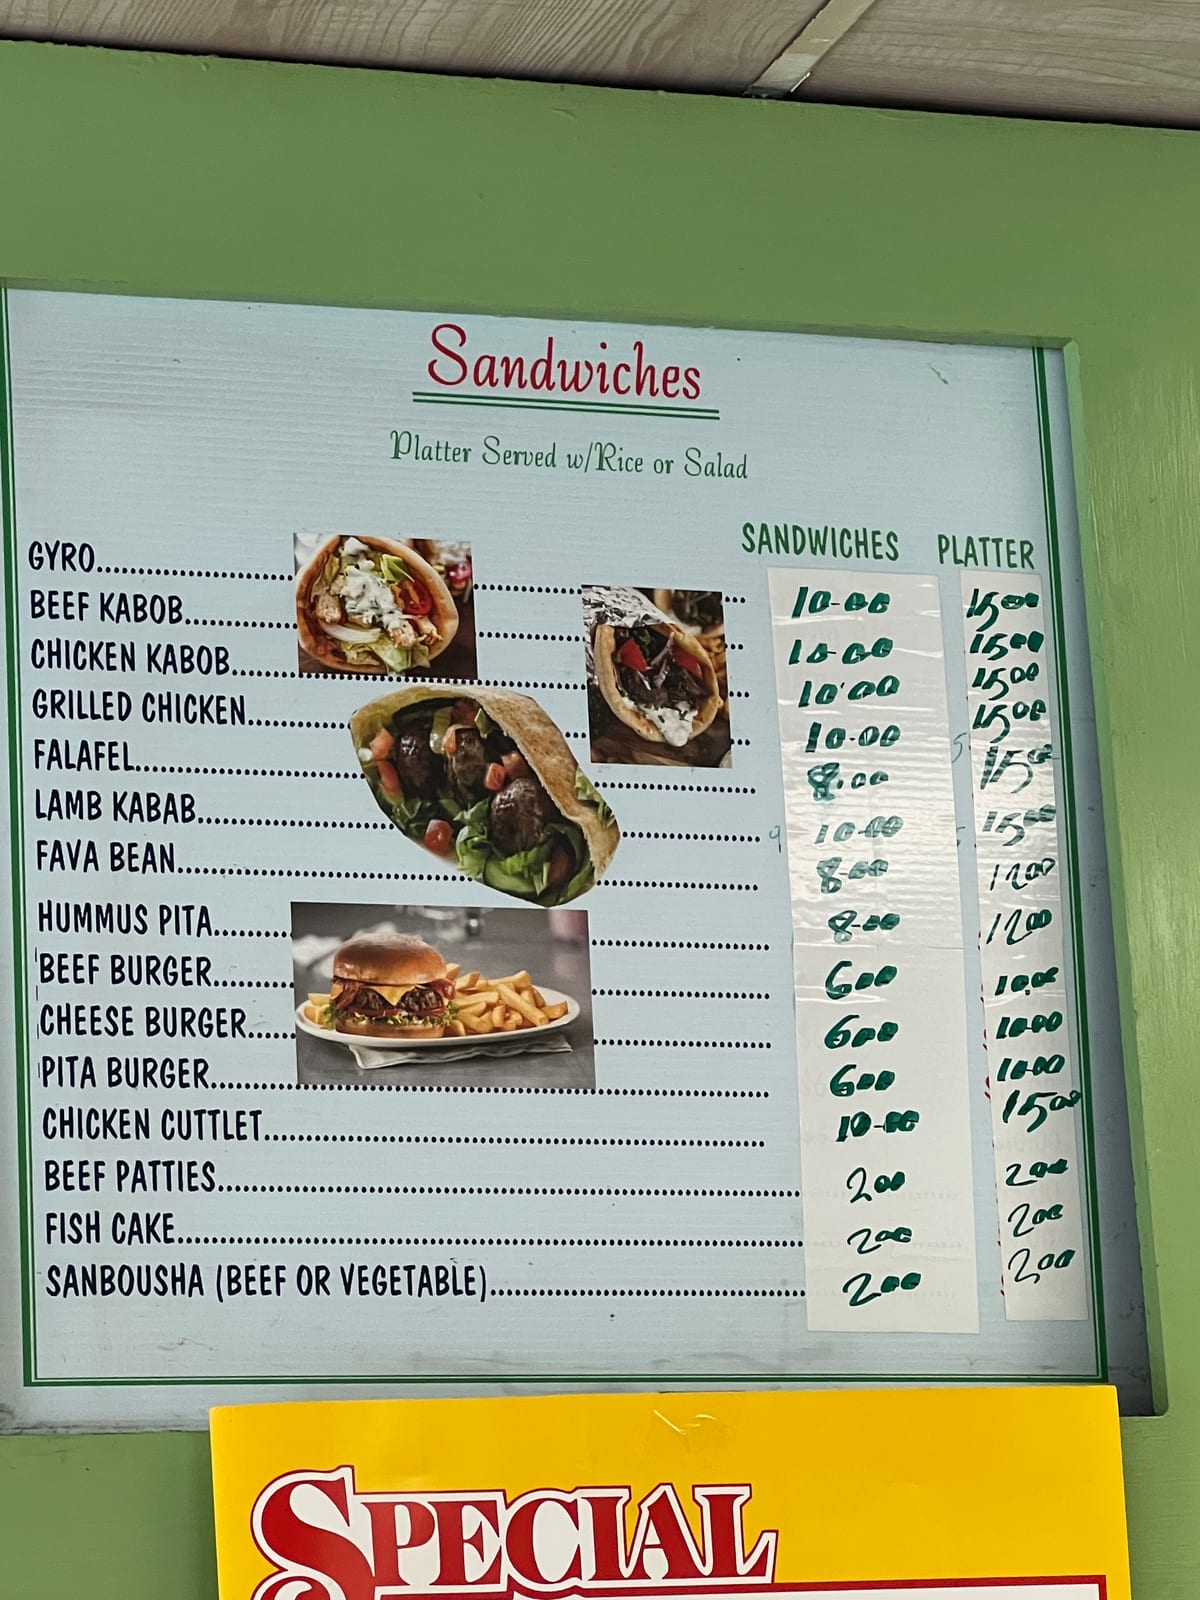 Sandwiches
Platter Served w/Rice or Salad
SANDWICHES PLATTER
GYRO 10-00 15.00
BEEF KABOB 10-00 15.00
CHICKEN KABOB 10.00 15.00
GRILLED CHICKEN 10-00 15.00
FALAFEL 8.00 15.00
LAMB KABAB 10-00 15.00
FAVA BEAN 8-00 12.00
HUMMUS PITA 8-00 12.00
BEEF BURGER 6.00 10.00
CHEESE BURGER 6.00 10.00
PITA BURGER 6.00 10.00
CHICKEN CUTTLET 10-00 15.00
BEEF PATTIES 2.00 2.00
FISH CAKE 2.00 2.00
SANBOUSHA (BEEF OR VEGETABLE) 2.00 2.00
SPECIAL